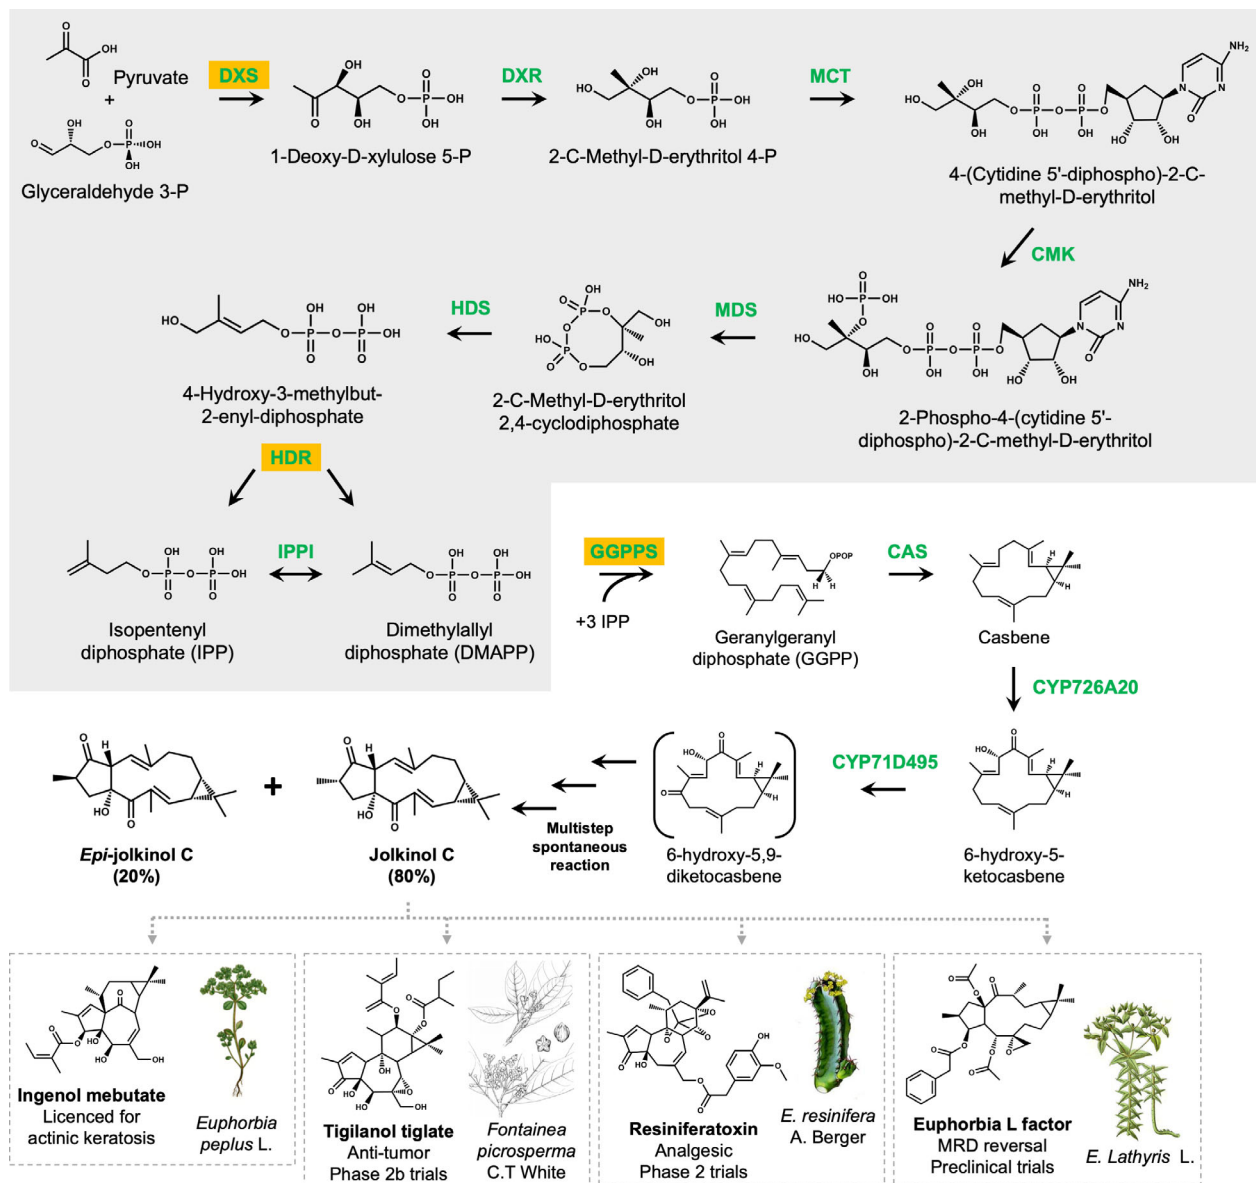 Pyruvate
+
Glyceraldehyde 3-P
DXS
1-Deoxy-D-xylulose 5-P
DXR
2-C-Methyl-D-erythritol 4-P
MCT
4-(Cytidine 5'-diphospho)-2-C-
methyl-D-erythritol
CMK
2-Phospho-4-(cytidine 5'-
diphospho)-2-C-methyl-D-erythritol
MDS
2-C-Methyl-D-erythritol
2,4-cyclodiphosphate
HDS
4-Hydroxy-3-methylbut-
2-enyl-diphosphate
HDR
Isopentenyl
diphosphate (IPP)
IPPI
Dimethylallyl
diphosphate (DMAPP)
GGPPS
+3 IPP
OPOP
Geranylgeranyl
diphosphate (GGPP)
CAS
Casbene
CYP726A20
6-hydroxy-5-
ketocasbene
CYP71D495
6-hydroxy-5,9-
diketocasbene
Multistep
spontaneous
reaction
Jolkinol C
(80%)
+
Epi-jolkinol C
(20%)
Ingenol mebutate
Licenced for
actinic keratosis
Euphorbia
peplus L.
Tigilanol tiglate
Anti-tumor
Phase 2b trials
Fontainea
picrosperma
C.T White
Resiniferatoxin
Analgesic
Phase 2 trials
E. resinifera
A. Berger
Euphorbia L factor
MRD reversal
Preclinical trials
E. Lathyris L.